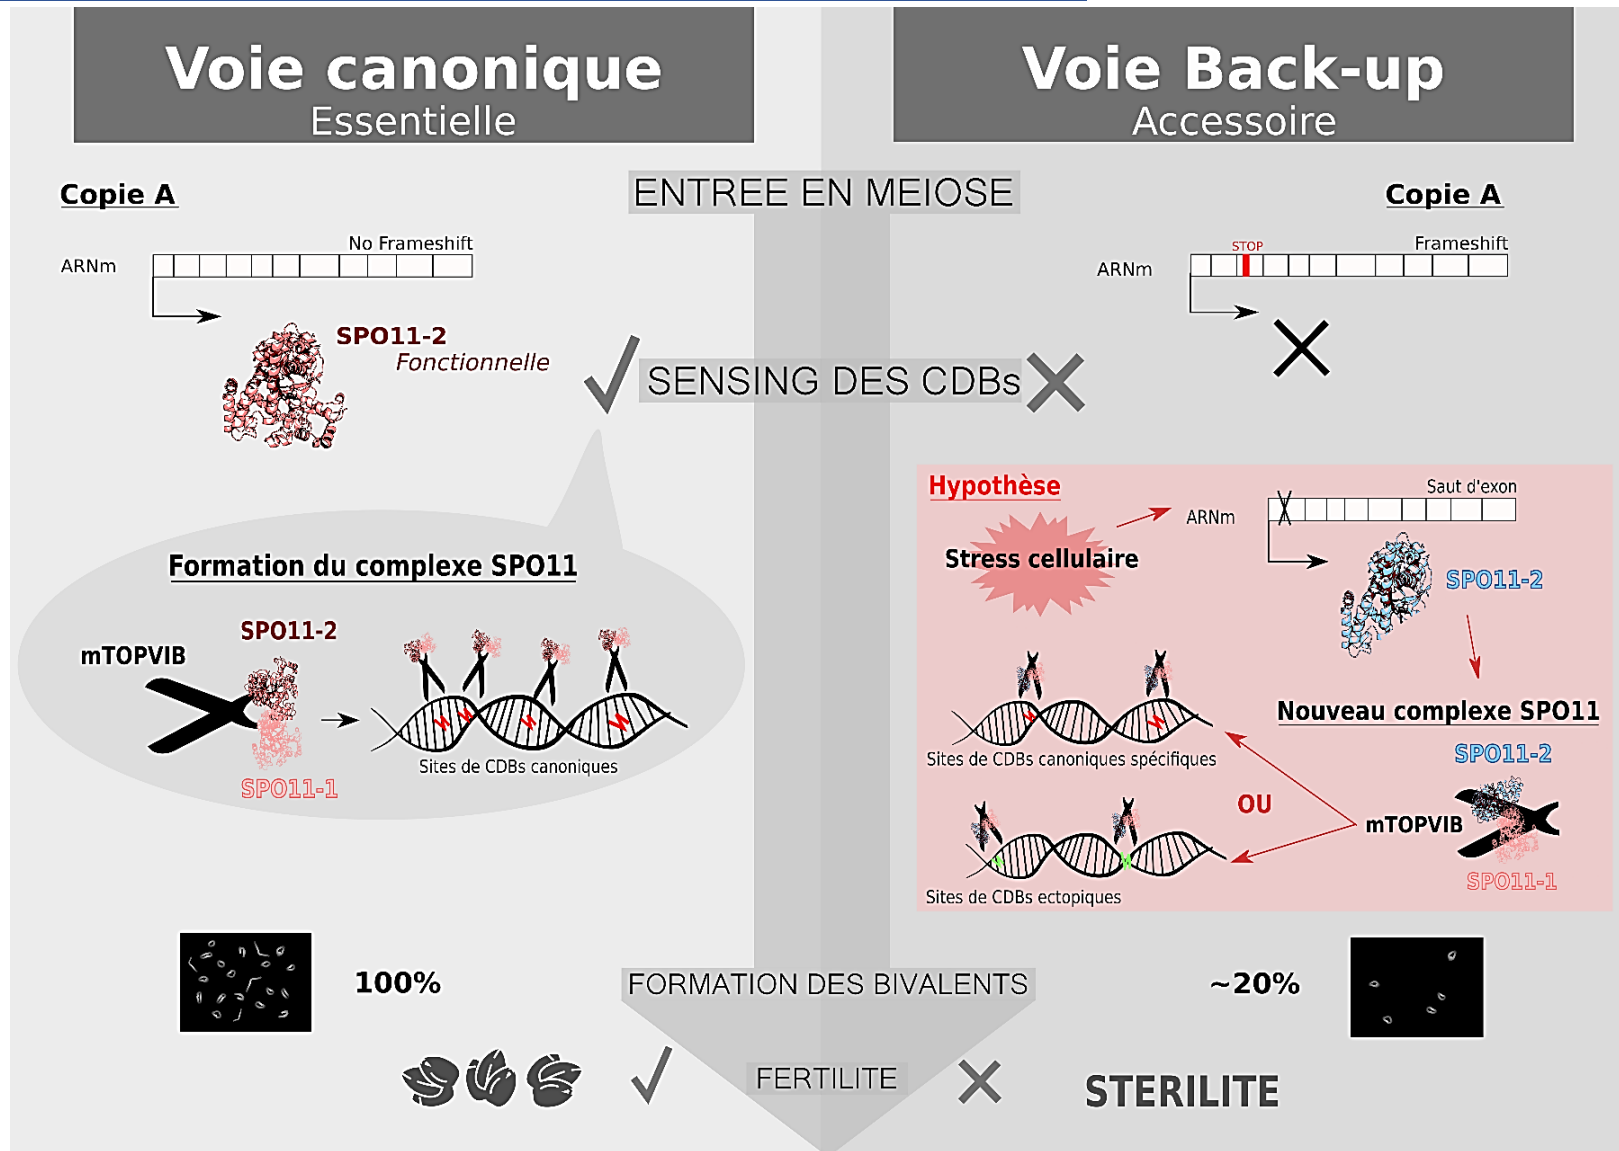 Voie canonique
Essentielle
Voie Back-up
Accessoire
ENTREE EN MEIOSE
Copie A
No Frameshift
ARNm
SPO11-2
Fonctionnelle
Copie A
STOP
Frameshift
ARNm
SENSING DES CDBs
Formation du complexe SPO11
SPO11-2
mTOPVIB
SPO11-1
Sites de CDBs canoniques
Hypothèse
Stress cellulaire
Saut d'exon
ARNm
SPO11-2
Nouveau complexe SPO11
SPO11-2
mTOPVIB
SPO11-1
Sites de CDBs canoniques spécifiques
OU
Sites de CDBs ectopiques
100%
FORMATION DES BIVALENTS
~20%
FERTILITE
STERILITE